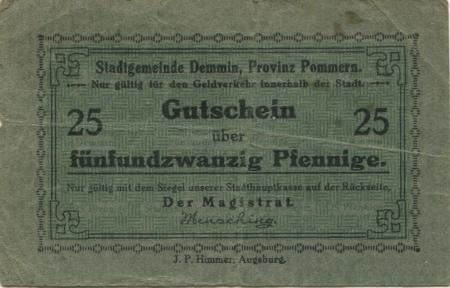 Stadtgemeinde Demmin, Provinz Pommern.
Nur gültig für den Geldverkehr innerhalb der Stadt.
25 Gutschein 25
über
fünfundzwanzig Pfennige.
Nur gültig mit dem Siegel unserer Stadthauptkasse auf der Rückseite.
Der Magistrat.
Mensching.
J. P. Himmer, Augsburg.